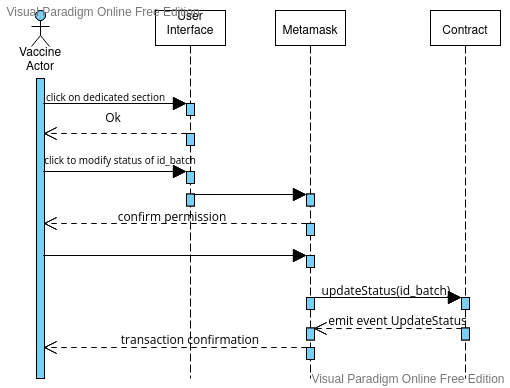 Visual Paradigm Online Free Edition
User
Interface
Metamask
Contract
Vaccine
Actor
click on dedicated section
Ok
click to modify status of id_batch
confirm permission
updateStatus(id_batch)
emit event UpdateStatus
transaction confirmation
Visual Paradigm Online Free Edition